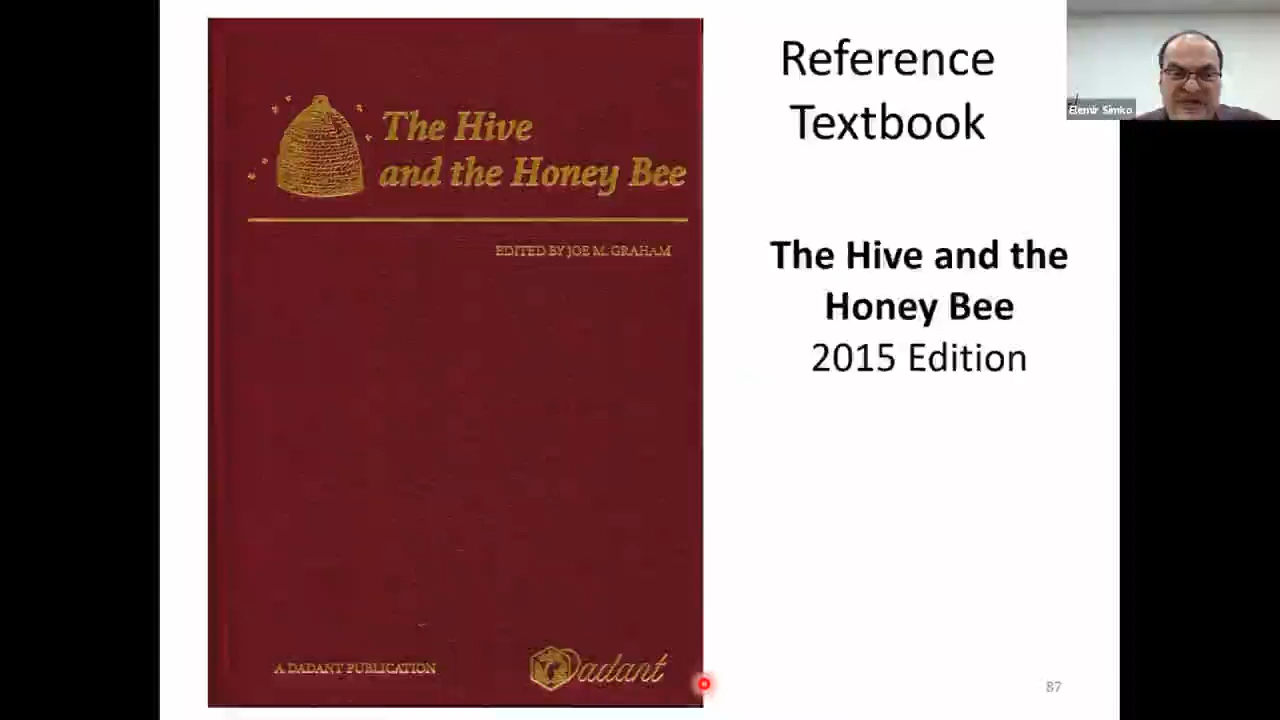 The Hive
and the Honey Bee
EDITED BY JOE M. GRAHAM
A DADANT PUBLICATION
Dadant
Reference
Textbook
The Hive and the
Honey Bee
2015 Edition
Elemir Simko
87